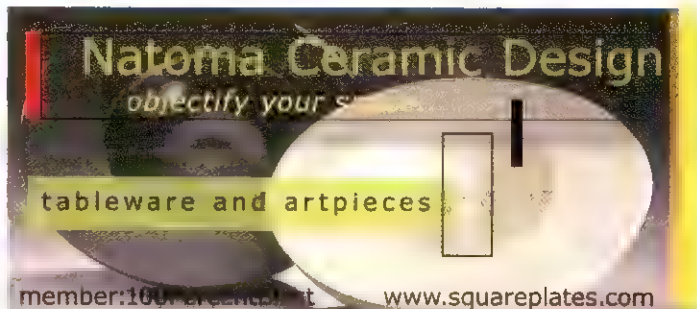 Natoma Ceramic Design
objectify your
tableware and artpieces
www.squareplates.com